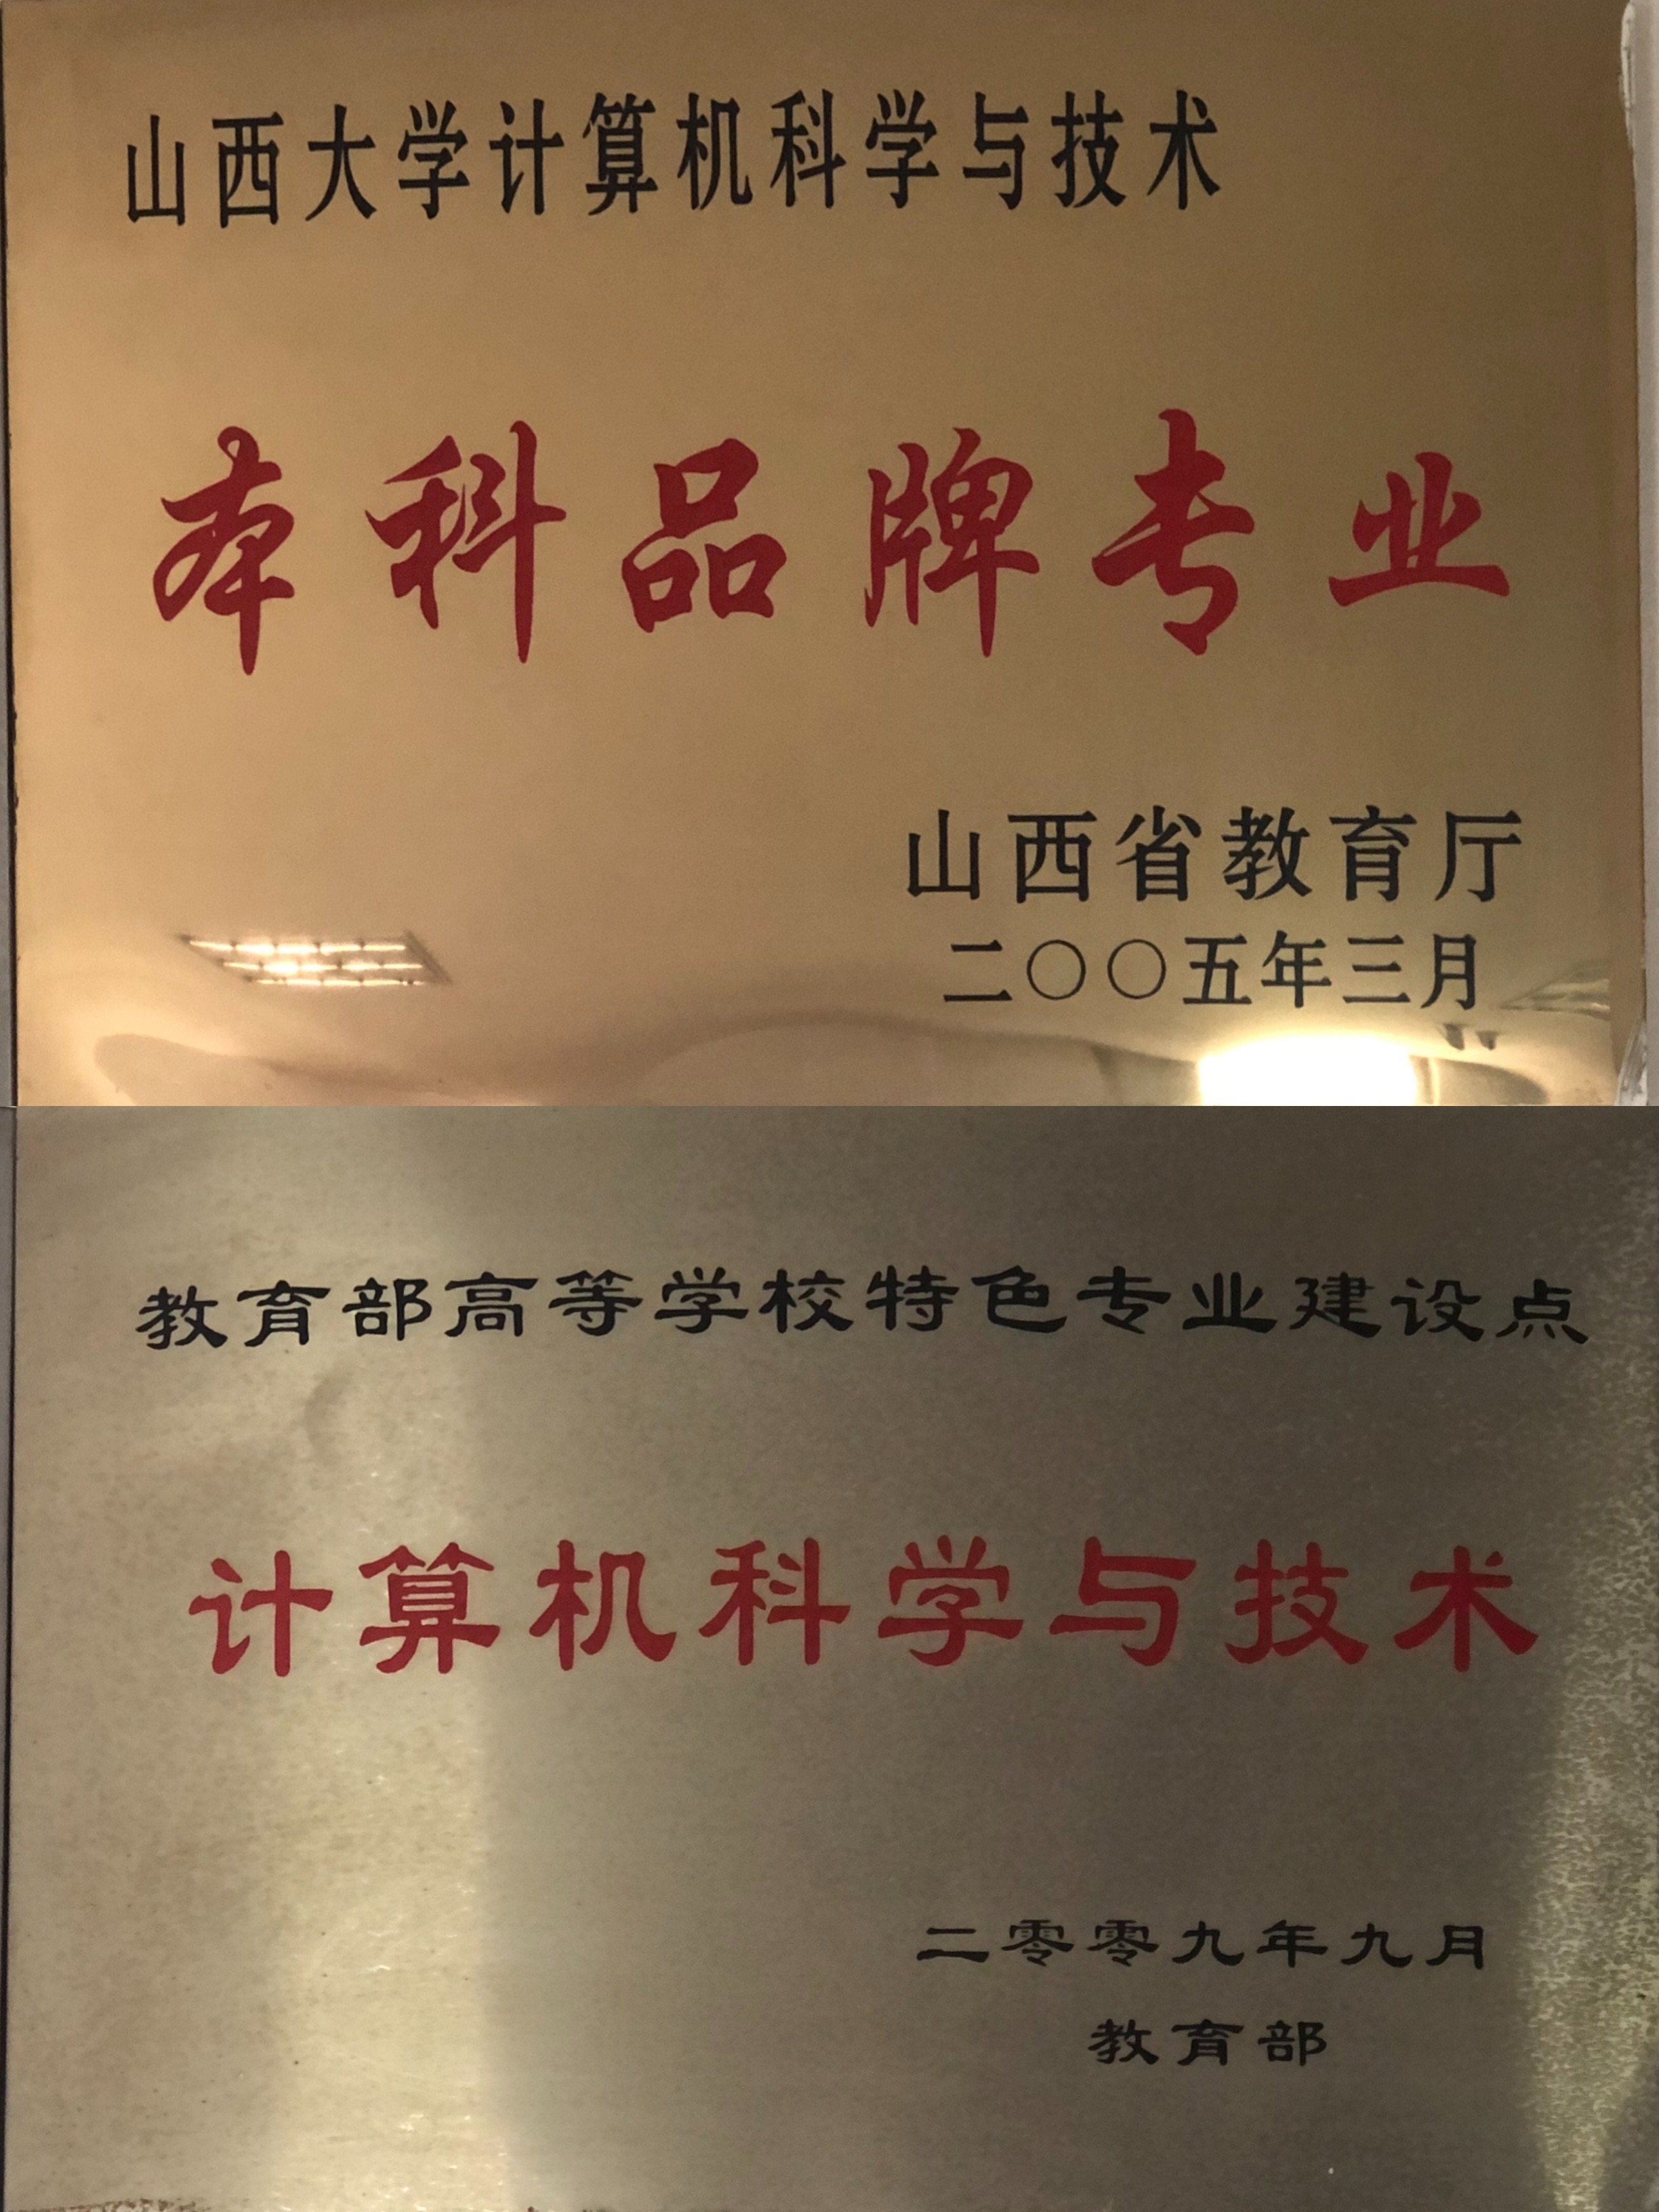 山西大学计算机科学与技术
本科品牌专业
山西省教育厅
二〇〇五年三月
教育部高等学校特色专业建设点
计算机科学与技术
二零零九年九月
教育部